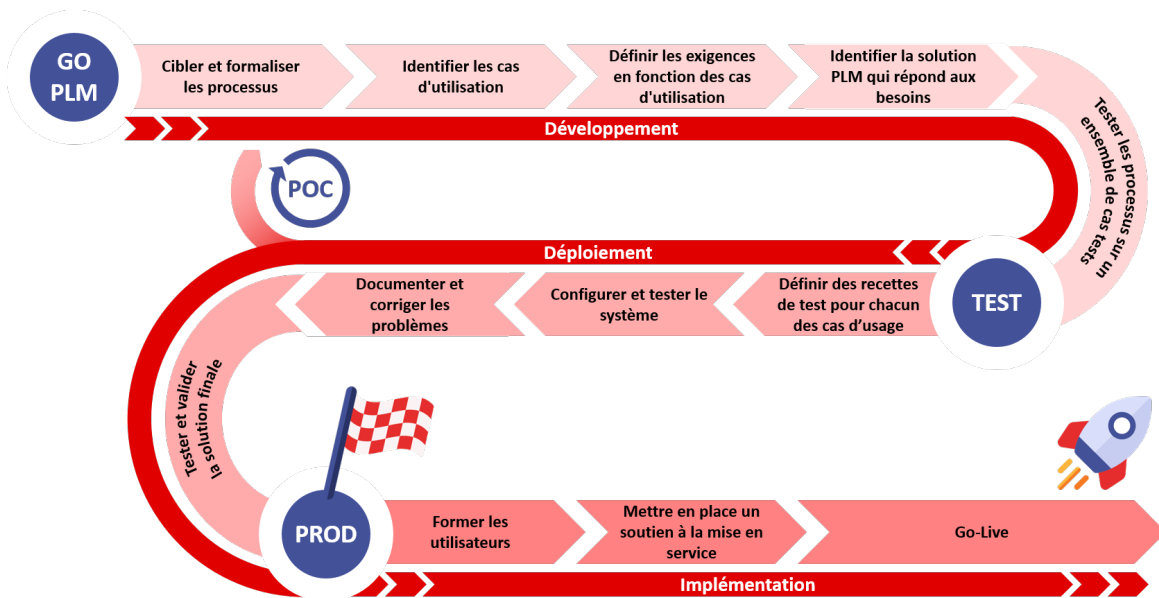 GO
PLM
Cibler et formaliser
les processus
Identifier les cas
d'utilisation
Définir les exigences
en fonction des cas
d'utilisation
Identifier la solution
PLM qui répond aux
besoins
Tester les processus sur un
ensemble de cas tests
Développement
POC
Déploiement
TEST
Définir des recettes
de test pour chacun
des cas d’usage
Configurer et tester le
système
Documenter et
corriger les
problèmes
Tester et valider
la solution finale
PROD
Former les
utilisateurs
Mettre en place un
soutien à la mise en
service
Go-Live
Implémentation